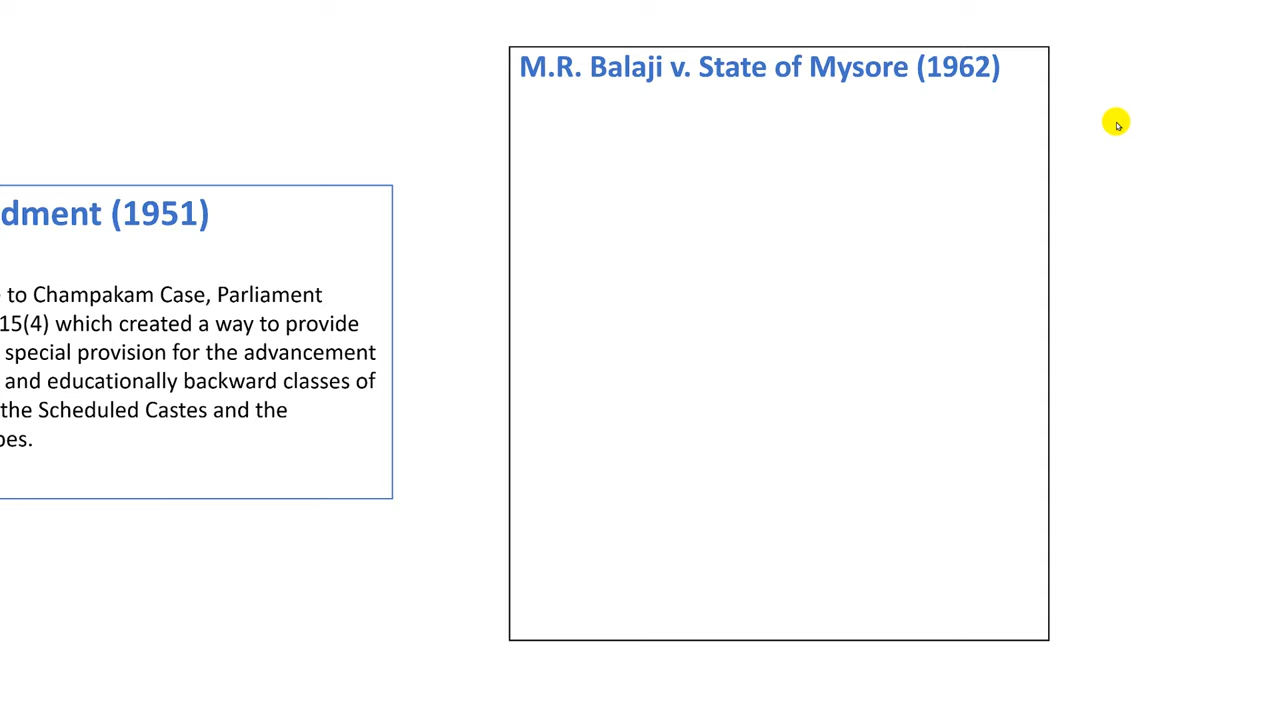 M.R. Balaji v. State of Mysore (1962)
dment (1951)
to Champakam Case, Parliament
15(4) which created a way to provide
special provision for the advancement
and educationally backward classes of
the Scheduled Castes and the
bes.